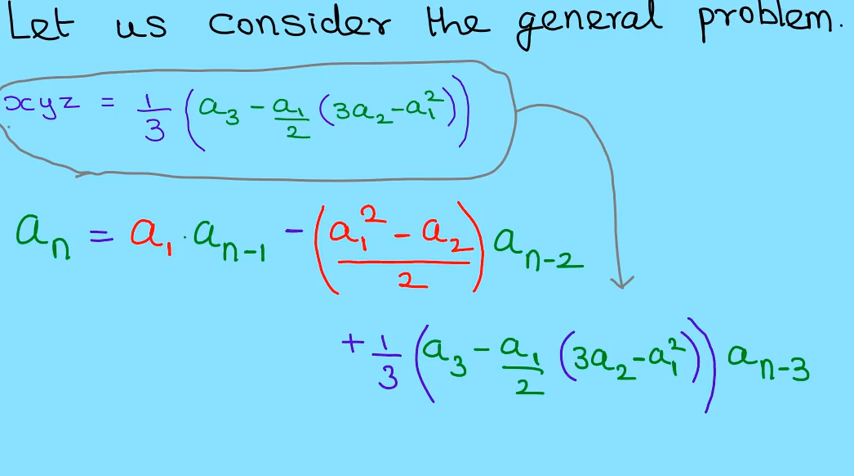 Let us consider the general problem.
xyz = 1/3 (a₃ - a₁/2 (3a₂ - a₁²))
aₙ = a₁ · aₙ₋₁ - ((a₁² - a₂)/2) aₙ₋₂
+ 1/3 (a₃ - a₁/2 (3a₂ - a₁²)) aₙ₋₃